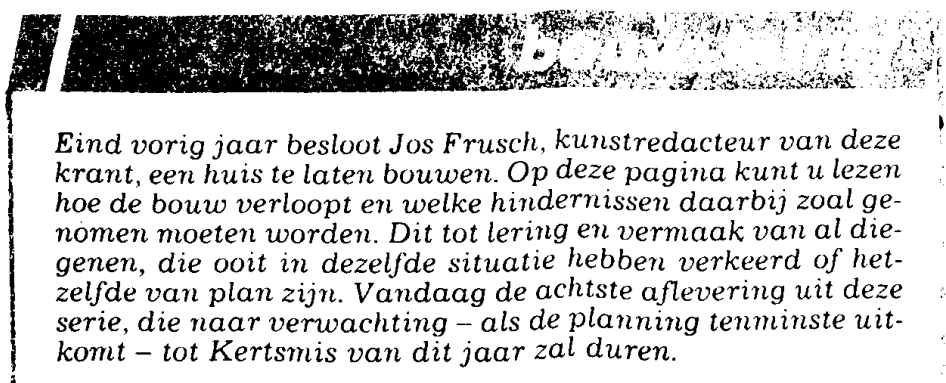 Eind vorig jaar besloot Jos Frusch, kunstredacteur van deze
krant, een huis te laten bouwen. Op deze pagina kunt u lezen
hoe de bouw verloopt en welke hindernissen daarbij zoal ge-
nomen moeten worden. Dit tot lering en vermaak van al die-
genen, die ooit in dezelfde situatie hebben verkeerd of het-
zelfde van plan zijn. Vandaag de achtste aflevering uit deze
serie, die naar verwachting – als de planning tenminste uit-
komt – tot Kertsmis van dit jaar zal duren.